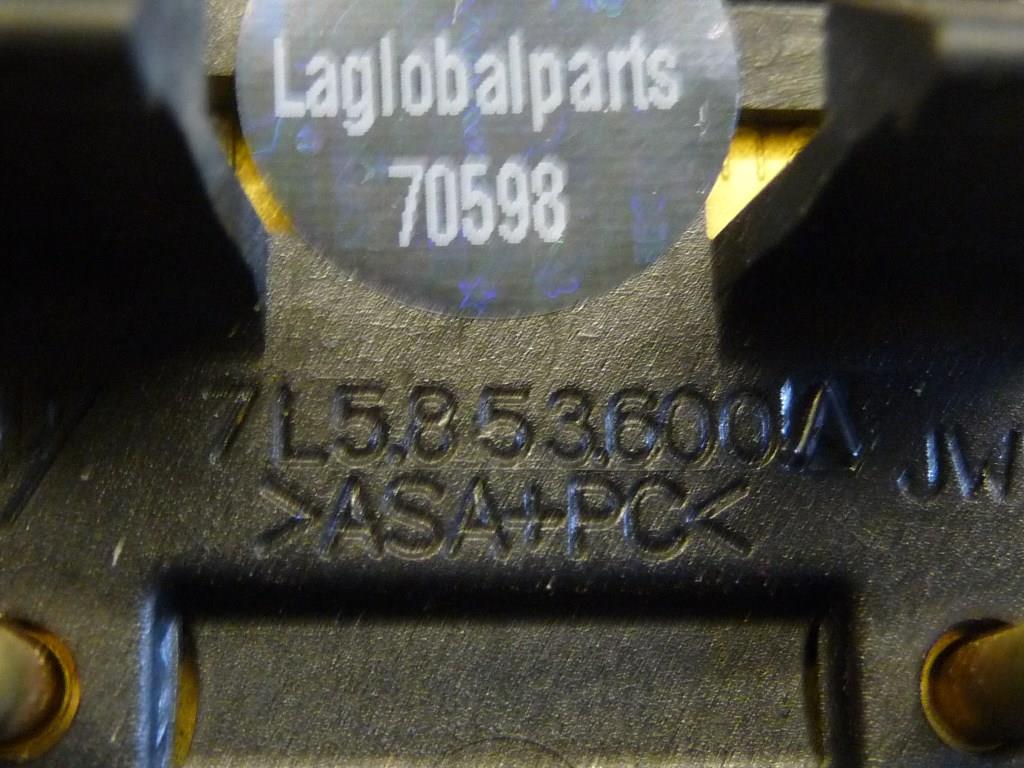 Laglobalparts
70598
7L5.853.600 A JW
>ASA+PC<